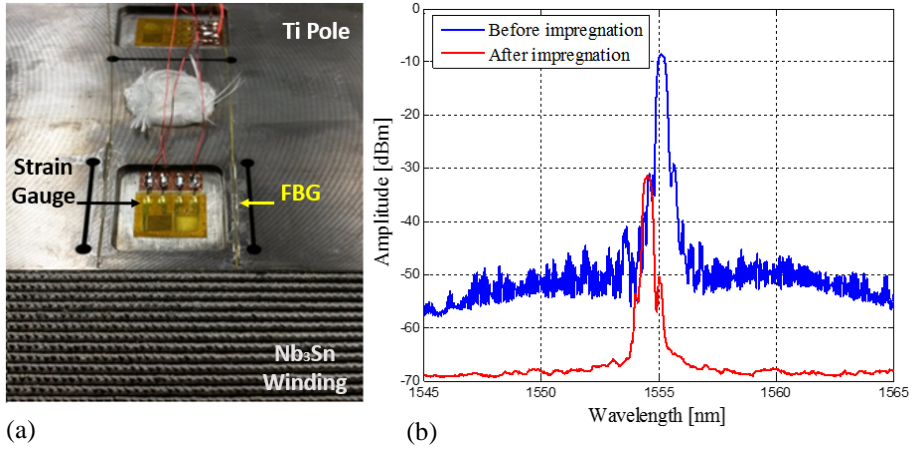 Ti Pole
Strain
Gauge
FBG
Nb₃Sn
Winding
(a)
0
-10
-20
-30
-40
-50
-60
-70
Amplitude [dBm]
Before impregnation
After impregnation
1545
1550
1555
1560
1565
Wavelength [nm]
(b)